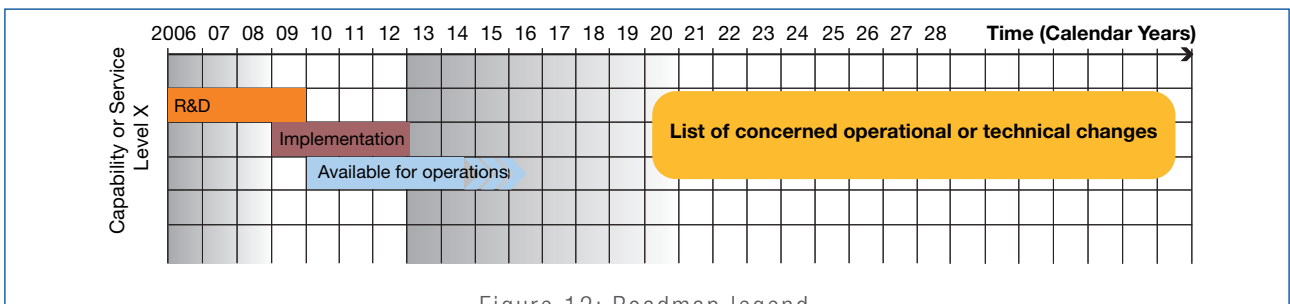 2006 07 08 09 10 11 12 13 14 15 16 17 18 19 20 21 22 23 24 25 26 27 28 Time (Calendar Years)
Capability or Service
Level X
R&D
List of concerned operational or technical changes
Implementation
Available for operations
Figure 12: Roadmap legend